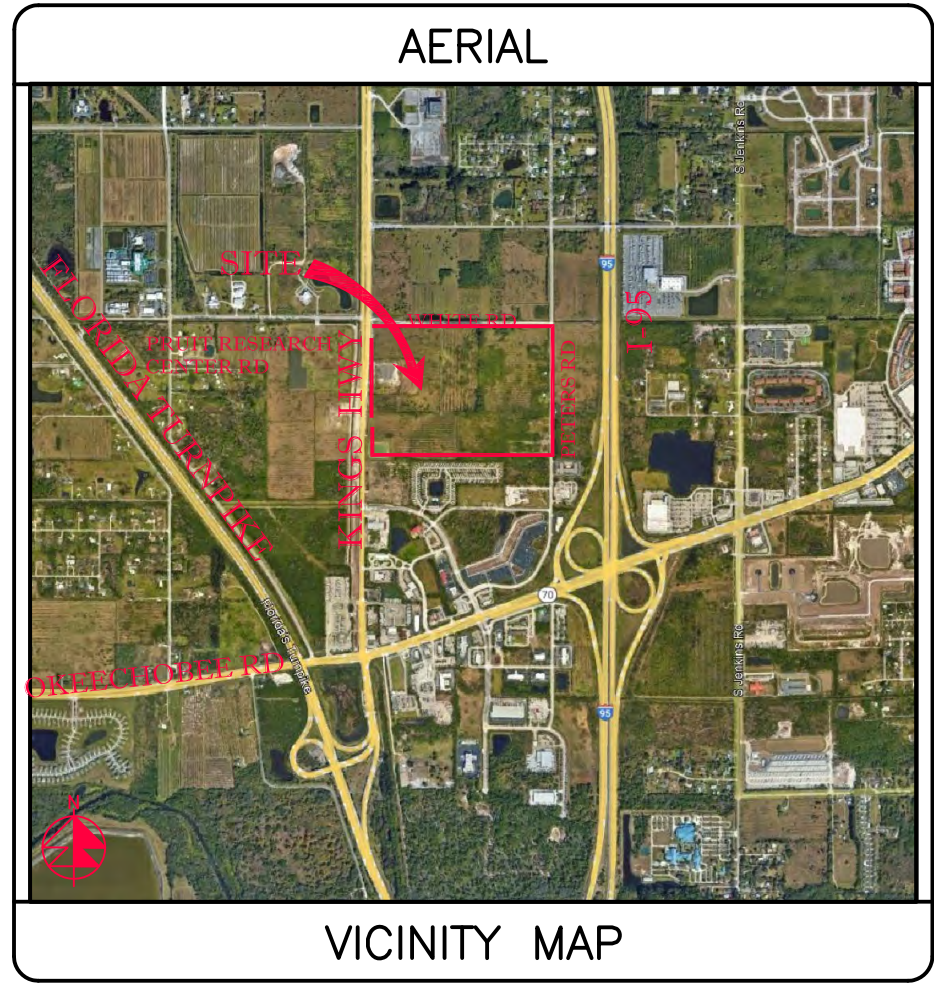 AERIAL
S Jenkins Rd
SITE
95
FLORIDA TURNPIKE
I-95
WHITE RD
PRUIT RESEARCH
CENTER RD
KINGS HWY
PETERS RD
70
Florida's Turnpike
OKEECHOBEE RD
S Jenkins Rd
95
N
VICINITY MAP